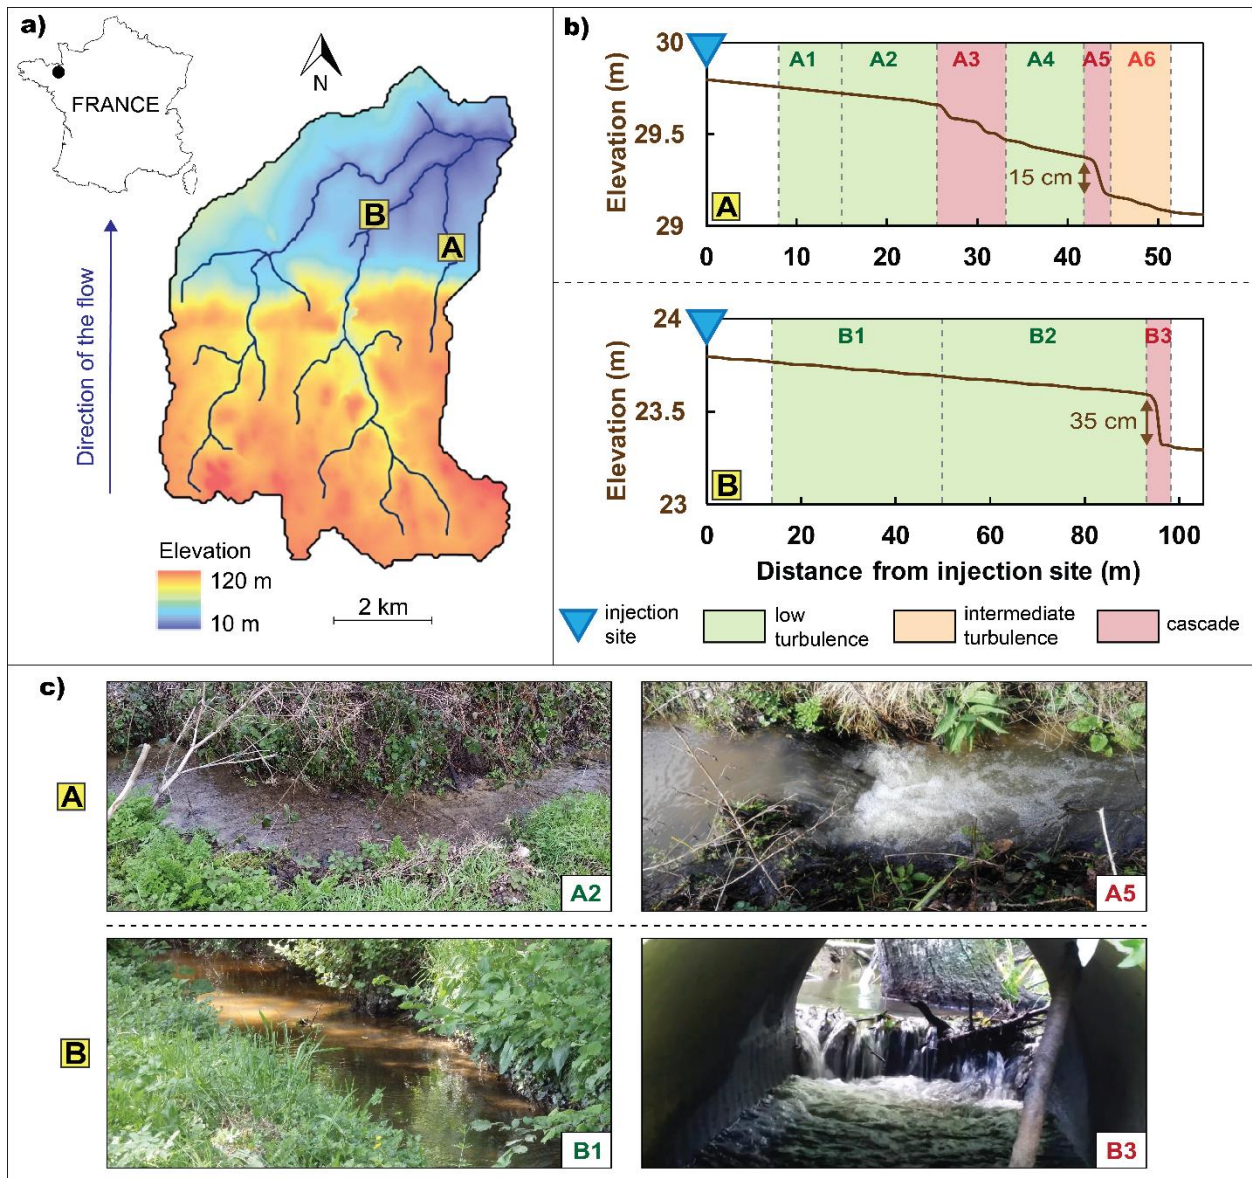 a)
FRANCE
N
B
A
Direction of the flow
Elevation
120 m
10 m
2 km
b)
Elevation (m)
30
29.5
29
A1
A2
A3
A4
A5
A6
15 cm
A
0
10
20
30
40
50
Elevation (m)
24
23.5
23
B1
B2
B3
35 cm
B
0
20
40
60
80
100
Distance from injection site (m)
injection
site
low
turbulence
intermediate
turbulence
cascade
c)
A
A2
A5
B
B1
B3